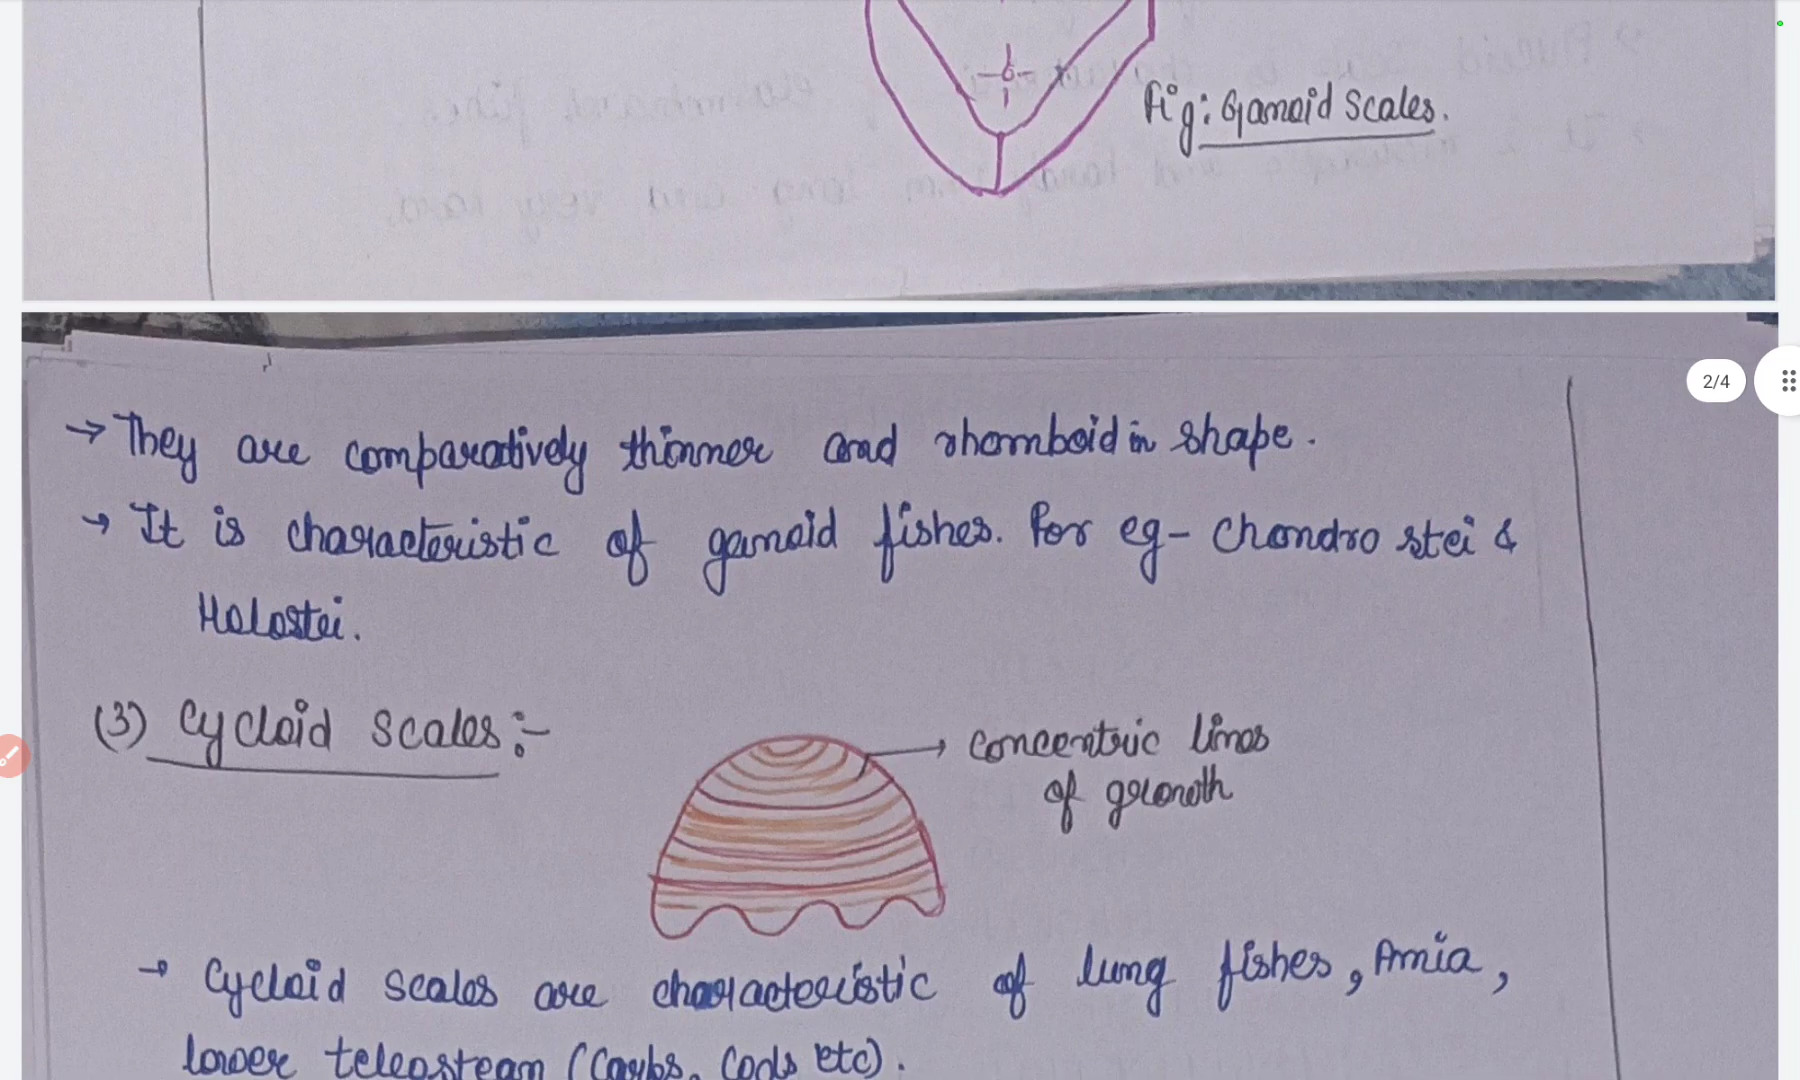 Fig: Ganoid Scales.
2/4
→ They are comparatively thinner and rhomboid in shape.
→ It is characteristic of ganoid fishes. For eg- Chondro stei &
Holostei.
(3) Cycloid Scales:-
→ concentric lines
of growth
→ Cycloid scales are characteristic of lung fishes, Amia,
lower teleostean (Carbs, Cods etc).